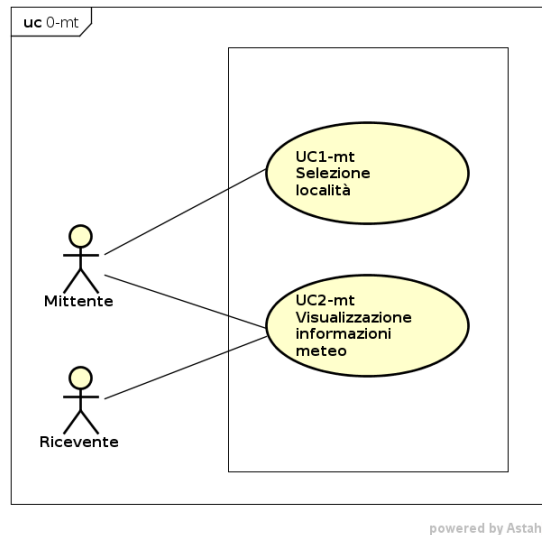 uc 0-mt
UC1-mt
Selezione
località
Mittente
UC2-mt
Visualizzazione
informazioni
meteo
Ricevente
powered by Astah